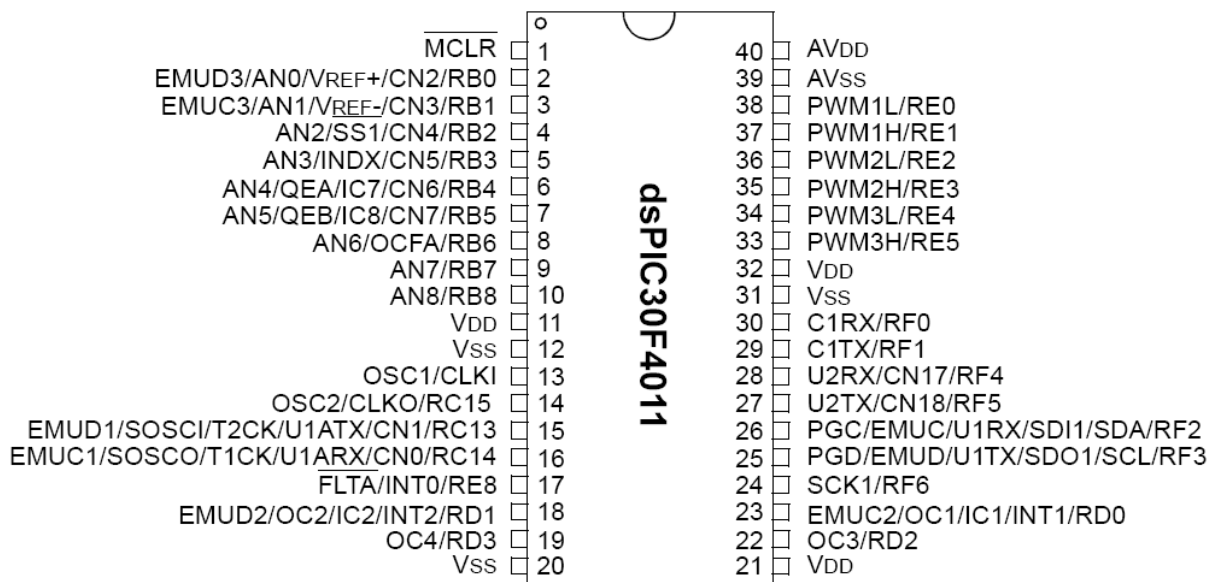 MCLR 1
EMUD3/AN0/VREF+/CN2/RB0 2
EMUC3/AN1/VREF-/CN3/RB1 3
AN2/SS1/CN4/RB2 4
AN3/INDX/CN5/RB3 5
AN4/QEA/IC7/CN6/RB4 6
AN5/QEB/IC8/CN7/RB5 7
AN6/OCFA/RB6 8
AN7/RB7 9
AN8/RB8 10
VDD 11
VSS 12
OSC1/CLKI 13
OSC2/CLKO/RC15 14
EMUD1/SOSCI/T2CK/U1ATX/CN1/RC13 15
EMUC1/SOSCO/T1CK/U1ARX/CN0/RC14 16
FLTA/INT0/RE8 17
EMUD2/OC2/IC2/INT2/RD1 18
OC4/RD3 19
VSS 20
dsPIC30F4011
40 AVDD
39 AVSS
38 PWM1L/RE0
37 PWM1H/RE1
36 PWM2L/RE2
35 PWM2H/RE3
34 PWM3L/RE4
33 PWM3H/RE5
32 VDD
31 VSS
30 C1RX/RF0
29 C1TX/RF1
28 U2RX/CN17/RF4
27 U2TX/CN18/RF5
26 PGC/EMUC/U1RX/SDI1/SDA/RF2
25 PGD/EMUD/U1TX/SDO1/SCL/RF3
24 SCK1/RF6
23 EMUC2/OC1/IC1/INT1/RD0
22 OC3/RD2
21 VDD